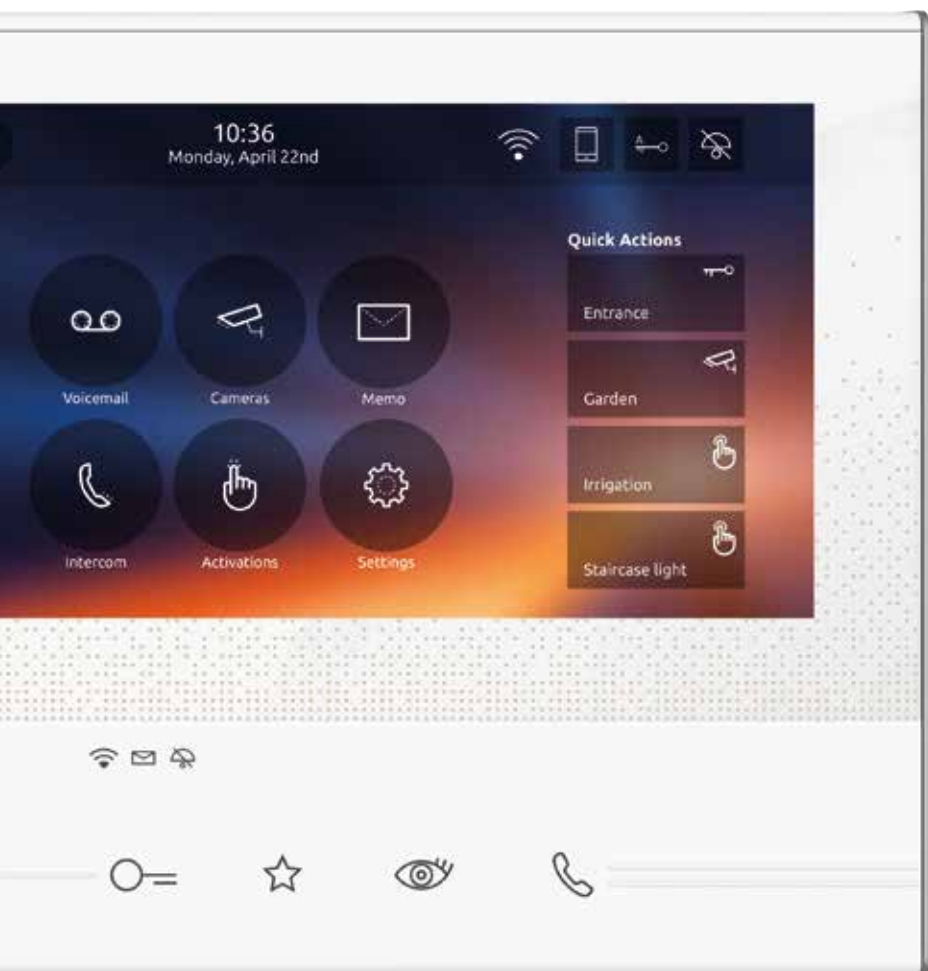 10:36
Monday, April 22nd
Quick Actions
Entrance
Voicemail
Cameras
Memo
Garden
Irrigation
Intercom
Activations
Settings
Staircase light